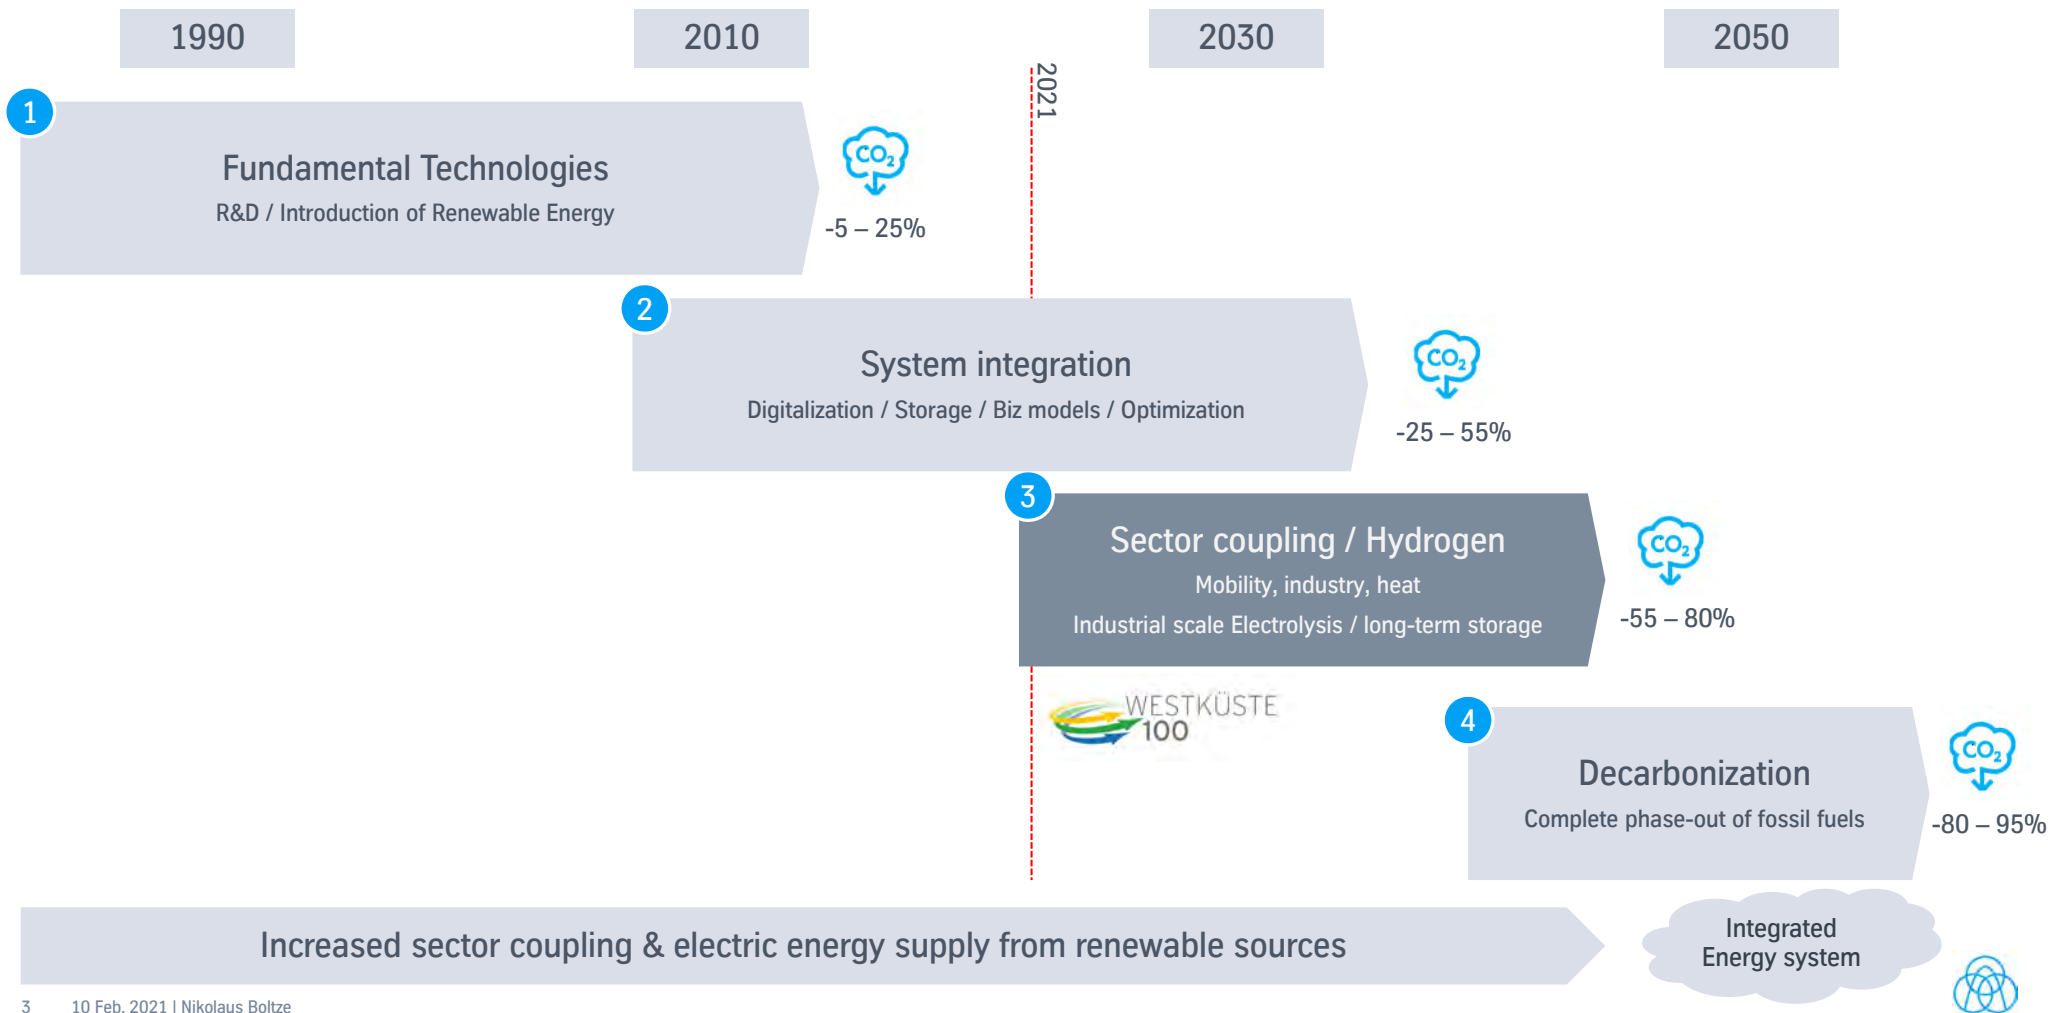 1990
2010
2030
2050
2021
1
Fundamental Technologies
R&D / Introduction of Renewable Energy
CO2
-5 – 25%
2
System integration
Digitalization / Storage / Biz models / Optimization
CO2
-25 – 55%
3
Sector coupling / Hydrogen
Mobility, industry, heat
Industrial scale Electrolysis / long-term storage
CO2
-55 – 80%
WESTKÜSTE
100
4
Decarbonization
Complete phase-out of fossil fuels
CO2
-80 – 95%
Increased sector coupling & electric energy supply from renewable sources
Integrated
Energy system
3 10 Feb. 2021 | Nikolaus Boltze